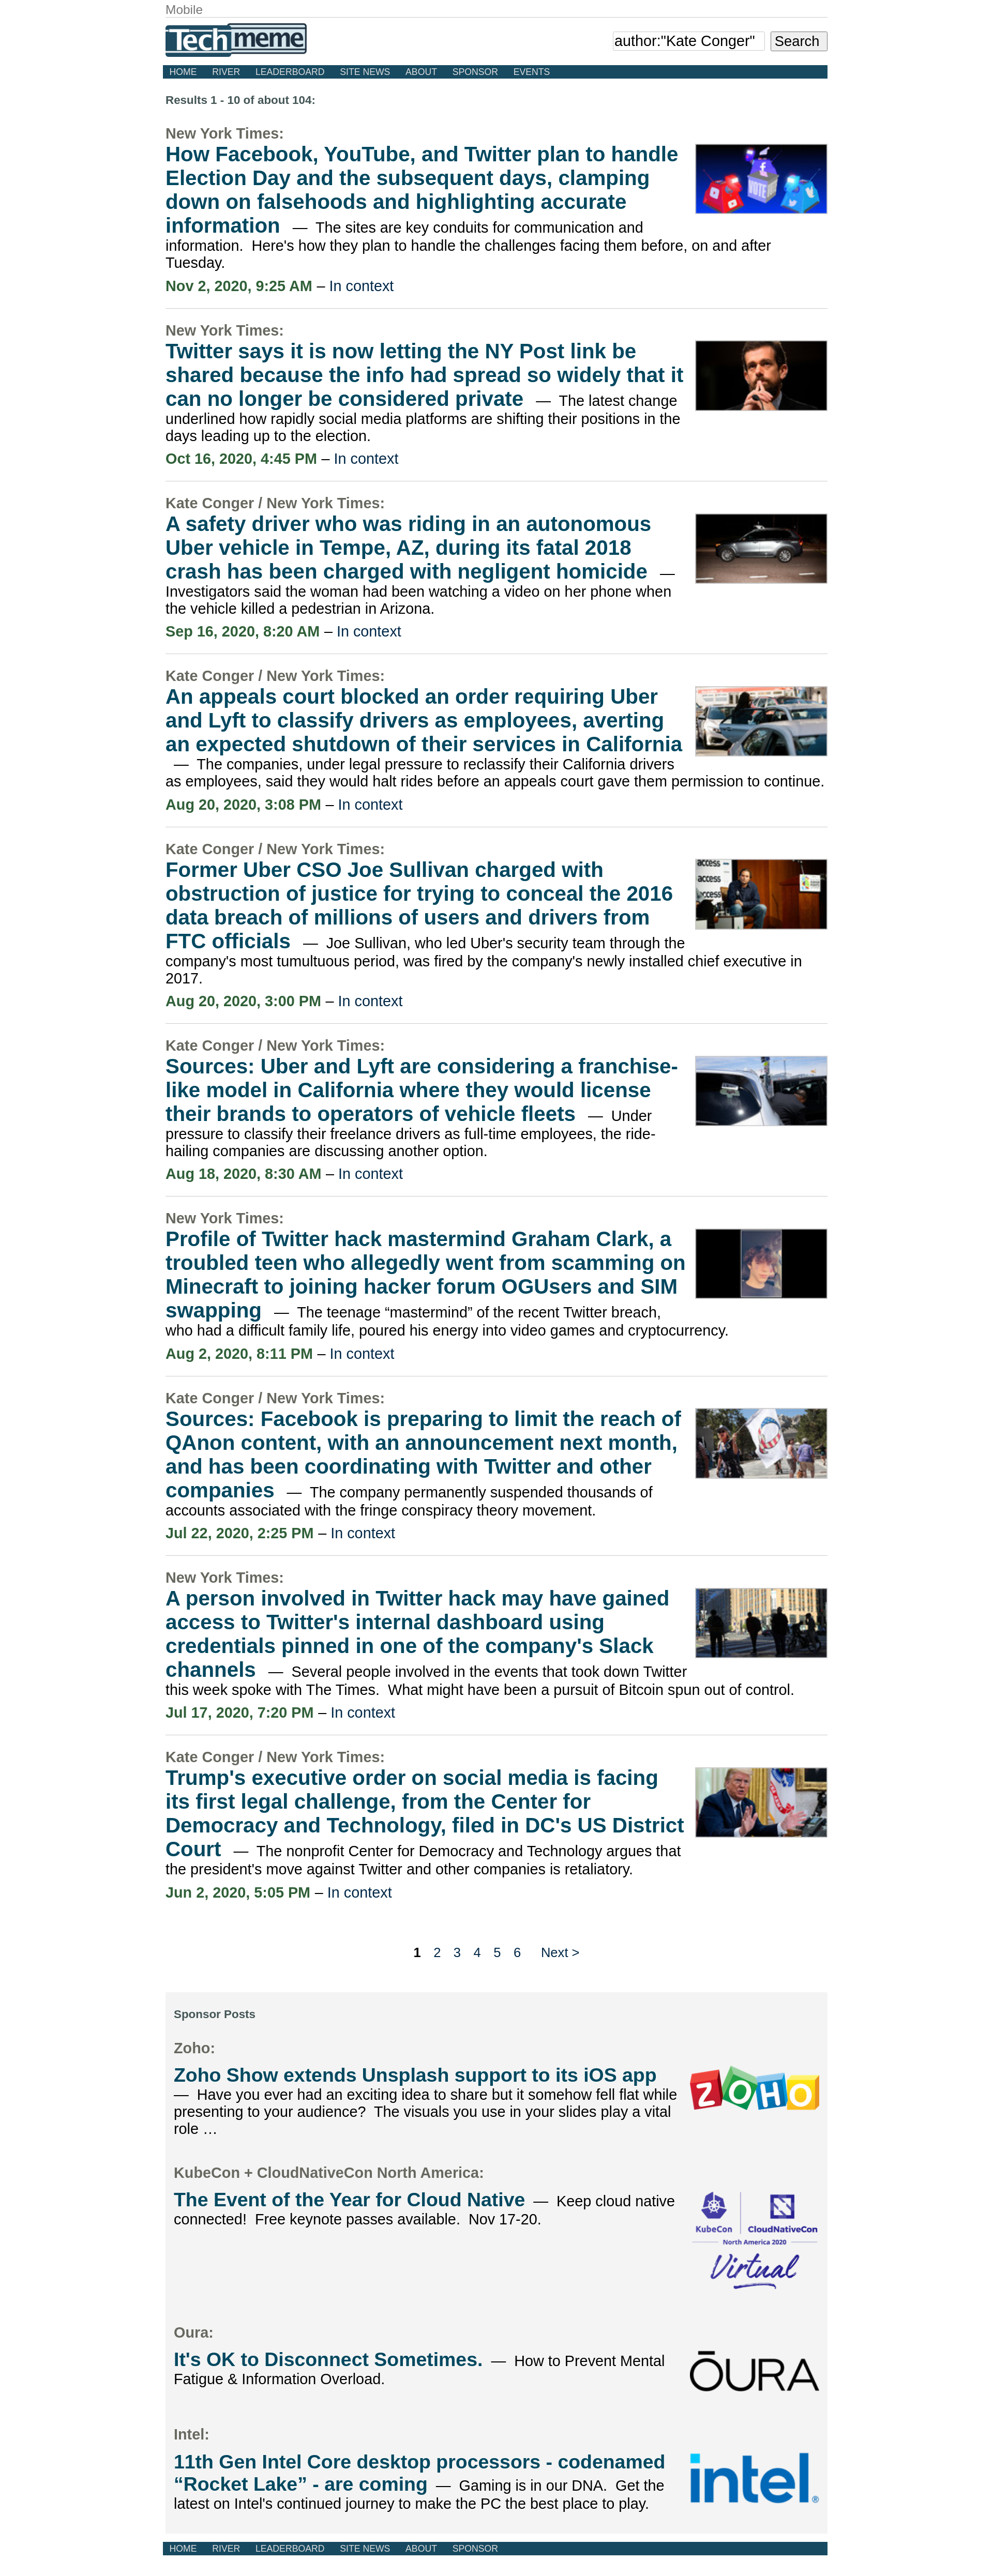 Mobile
Techmeme
author:"Kate Conger" Search
HOME RIVER LEADERBOARD SITE NEWS ABOUT SPONSOR EVENTS
Results 1 - 10 of about 104:
New York Times:
How Facebook, YouTube, and Twitter plan to handle
Election Day and the subsequent days, clamping
down on falsehoods and highlighting accurate
information — The sites are key conduits for communication and
information. Here's how they plan to handle the challenges facing them before, on and after
Tuesday.
Nov 2, 2020, 9:25 AM – In context
New York Times:
Twitter says it is now letting the NY Post link be
shared because the info had spread so widely that it
can no longer be considered private — The latest change
underlined how rapidly social media platforms are shifting their positions in the
days leading up to the election.
Oct 16, 2020, 4:45 PM – In context
Kate Conger / New York Times:
A safety driver who was riding in an autonomous
Uber vehicle in Tempe, AZ, during its fatal 2018
crash has been charged with negligent homicide —
Investigators said the woman had been watching a video on her phone when
the vehicle killed a pedestrian in Arizona.
Sep 16, 2020, 8:20 AM – In context
Kate Conger / New York Times:
An appeals court blocked an order requiring Uber
and Lyft to classify drivers as employees, averting
an expected shutdown of their services in California
— The companies, under legal pressure to reclassify their California drivers
as employees, said they would halt rides before an appeals court gave them permission to continue.
Aug 20, 2020, 3:08 PM – In context
Kate Conger / New York Times:
Former Uber CSO Joe Sullivan charged with
obstruction of justice for trying to conceal the 2016
data breach of millions of users and drivers from
FTC officials — Joe Sullivan, who led Uber's security team through the
company's most tumultuous period, was fired by the company's newly installed chief executive in
2017.
Aug 20, 2020, 3:00 PM – In context
Kate Conger / New York Times:
Sources: Uber and Lyft are considering a franchise-
like model in California where they would license
their brands to operators of vehicle fleets — Under
pressure to classify their freelance drivers as full-time employees, the ride-
hailing companies are discussing another option.
Aug 18, 2020, 8:30 AM – In context
New York Times:
Profile of Twitter hack mastermind Graham Clark, a
troubled teen who allegedly went from scamming on
Minecraft to joining hacker forum OGUsers and SIM
swapping — The teenage “mastermind” of the recent Twitter breach,
who had a difficult family life, poured his energy into video games and cryptocurrency.
Aug 2, 2020, 8:11 PM – In context
Kate Conger / New York Times:
Sources: Facebook is preparing to limit the reach of
QAnon content, with an announcement next month,
and has been coordinating with Twitter and other
companies — The company permanently suspended thousands of
accounts associated with the fringe conspiracy theory movement.
Jul 22, 2020, 2:25 PM – In context
New York Times:
A person involved in Twitter hack may have gained
access to Twitter's internal dashboard using
credentials pinned in one of the company's Slack
channels — Several people involved in the events that took down Twitter
this week spoke with The Times. What might have been a pursuit of Bitcoin spun out of control.
Jul 17, 2020, 7:20 PM – In context
Kate Conger / New York Times:
Trump's executive order on social media is facing
its first legal challenge, from the Center for
Democracy and Technology, filed in DC's US District
Court — The nonprofit Center for Democracy and Technology argues that
the president's move against Twitter and other companies is retaliatory.
Jun 2, 2020, 5:05 PM – In context
1 2 3 4 5 6 Next >
Sponsor Posts
Zoho:
Zoho Show extends Unsplash support to its iOS app
— Have you ever had an exciting idea to share but it somehow fell flat while
presenting to your audience? The visuals you use in your slides play a vital
role …
ZOHO
KubeCon + CloudNativeCon North America:
The Event of the Year for Cloud Native — Keep cloud native
connected! Free keynote passes available. Nov 17-20.
KubeCon CloudNativeCon
North America 2020
Virtual
Oura:
It's OK to Disconnect Sometimes. — How to Prevent Mental
Fatigue & Information Overload.
ŌURA
Intel:
11th Gen Intel Core desktop processors - codenamed
“Rocket Lake” - are coming — Gaming is in our DNA. Get the
latest on Intel's continued journey to make the PC the best place to play.
intel®
HOME RIVER LEADERBOARD SITE NEWS ABOUT SPONSOR